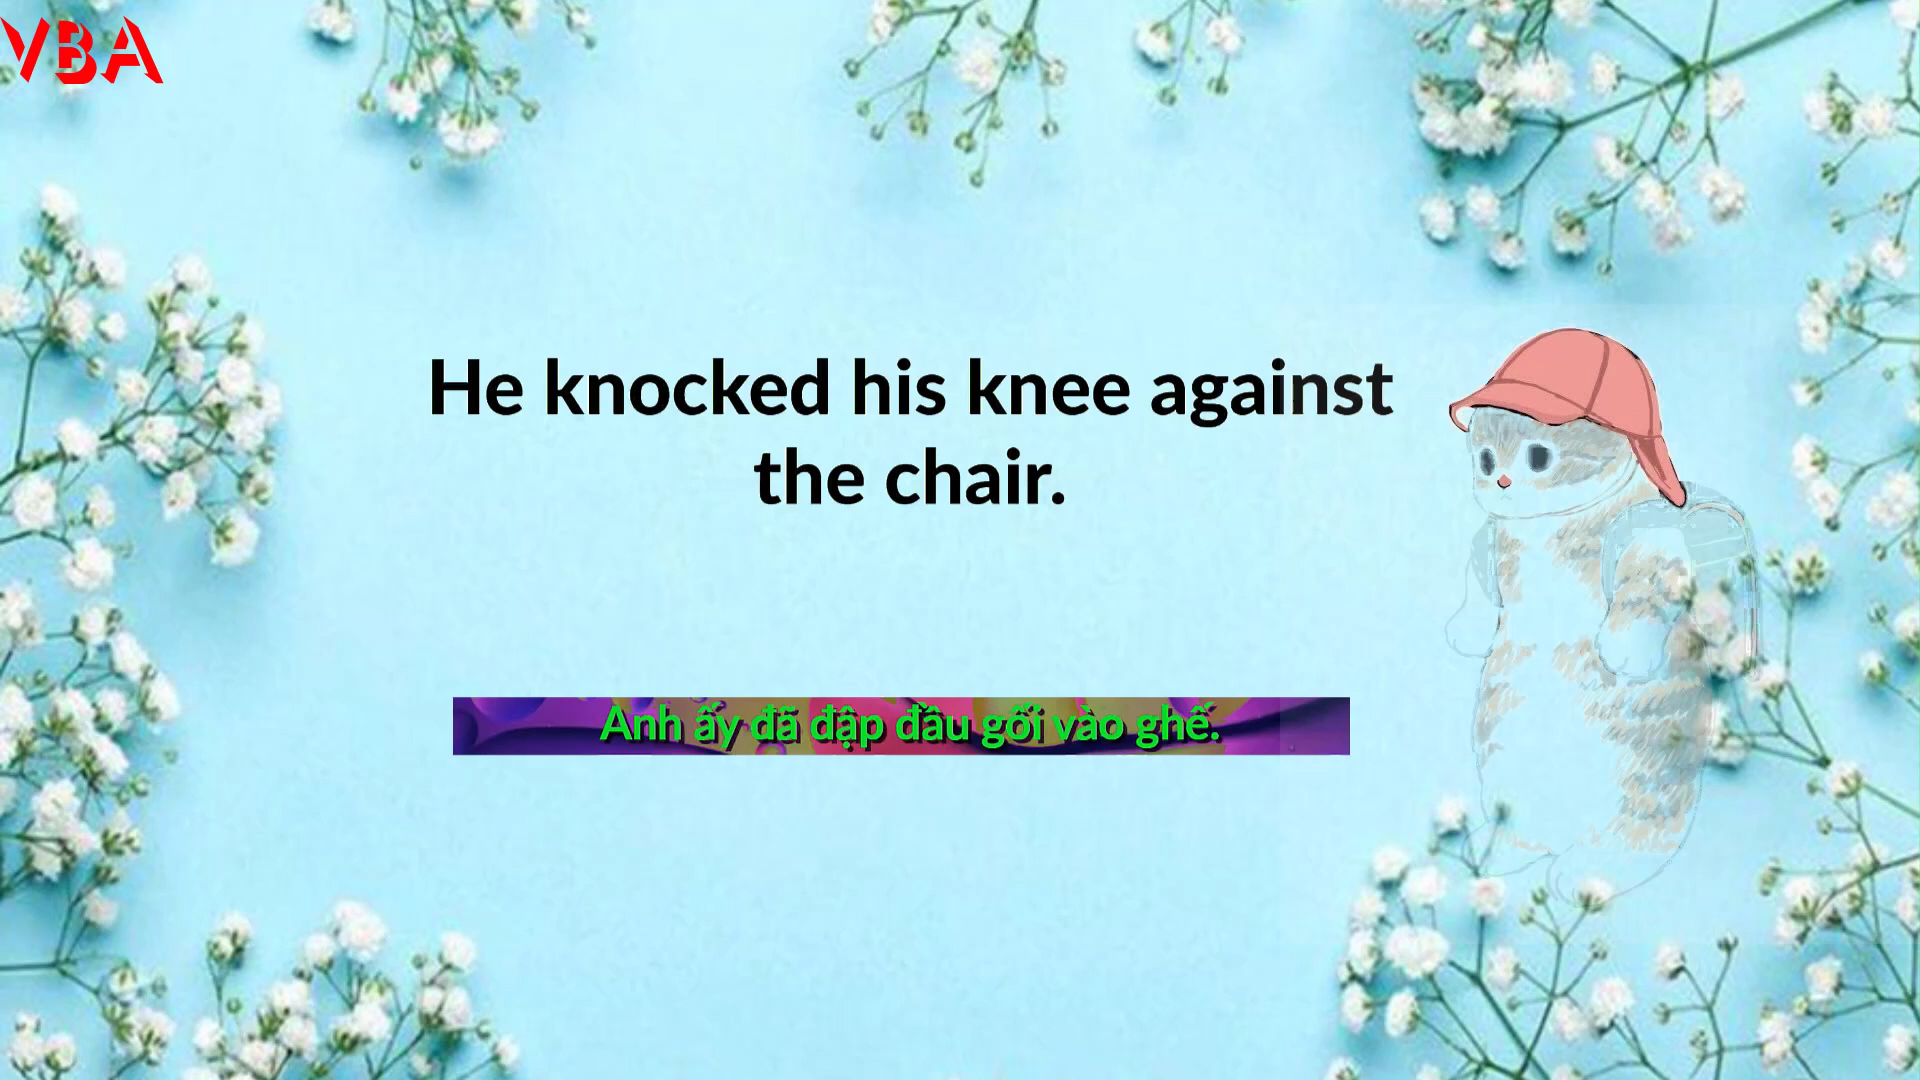 VBA
He knocked his knee against
the chair.
Anh ấy đã đập đầu gối vào ghế.